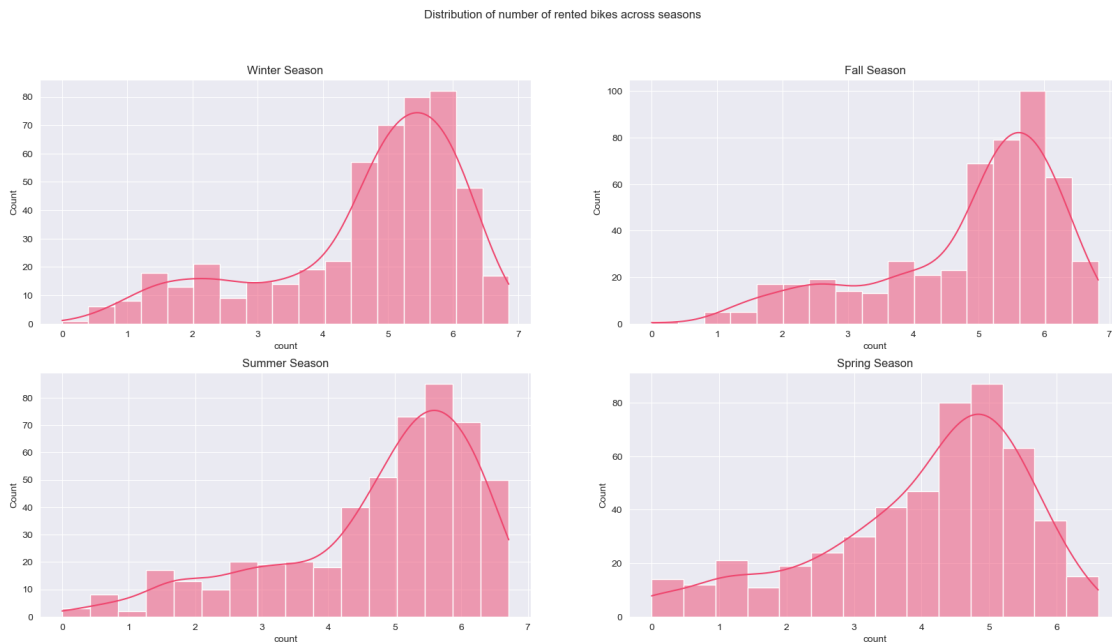 Distribution of number of rented bikes across seasons
Winter Season
Count
80
70
60
50
40
30
20
10
0
0 1 2 3 4 5 6 7
count
Fall Season
Count
100
80
60
40
20
0
0 1 2 3 4 5 6 7
count
Summer Season
Count
80
70
60
50
40
30
20
10
0
0 1 2 3 4 5 6 7
count
Spring Season
Count
80
60
40
20
0
0 1 2 3 4 5 6
count